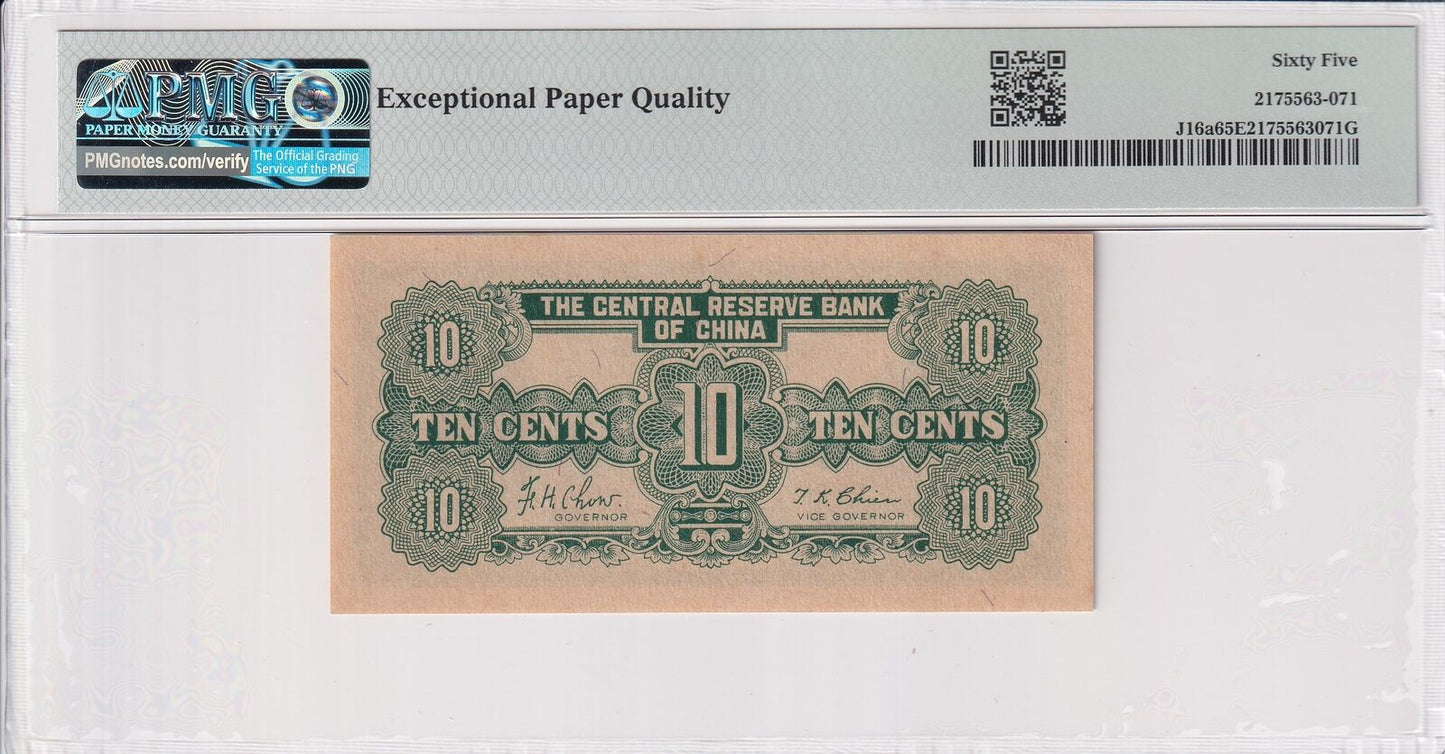 PMG
PAPER MONEY GUARANTY
PMGnotes.com/verify
The Official Grading
Service of the PNG
Exceptional Paper Quality
Sixty Five
2175563-071
J16a65E2175563071G
THE CENTRAL RESERVE BANK
OF CHINA
10
10
TEN CENTS
10
TEN CENTS
10
F. H. Chow.
GOVERNOR
T. K. Chien
VICE GOVERNOR
10